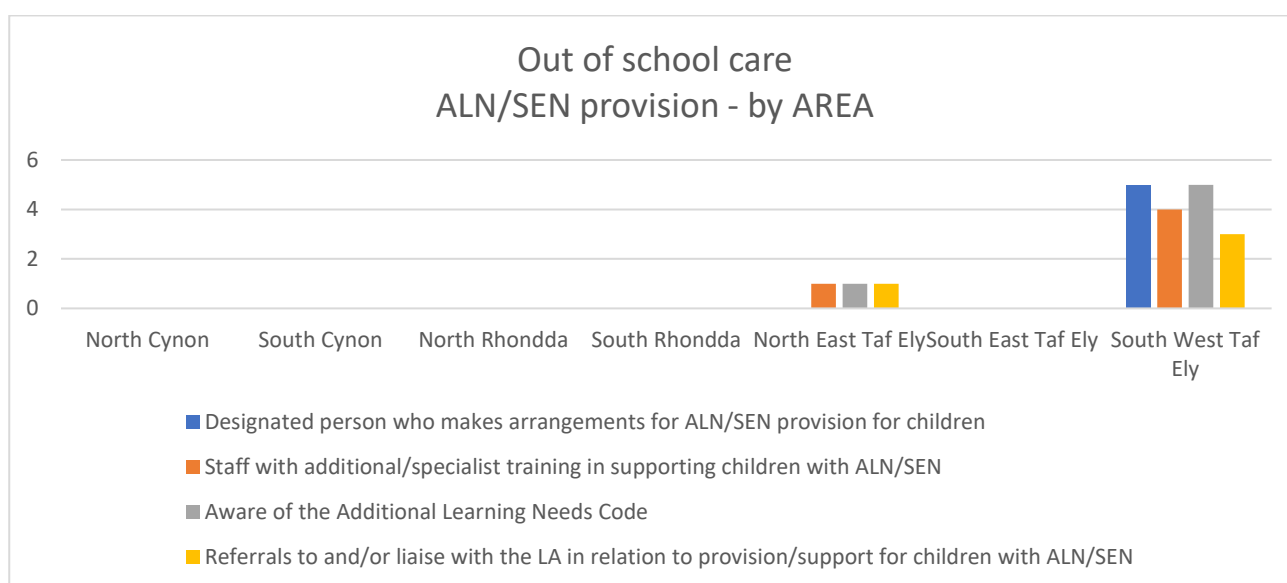 Out of school care
ALN/SEN provision - by AREA
6
4
2
0
North Cynon South Cynon North Rhondda South Rhondda North East Taf Ely South East Taf Ely South West Taf
Ely
Designated person who makes arrangements for ALN/SEN provision for children
Staff with additional/specialist training in supporting children with ALN/SEN
Aware of the Additional Learning Needs Code
Referrals to and/or liaise with the LA in relation to provision/support for children with ALN/SEN